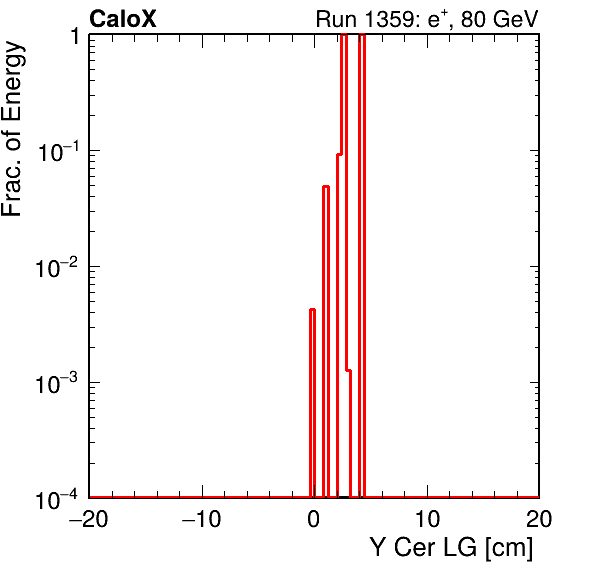 CaloX Run 1359: e⁺, 80 GeV
Frac. of Energy
1
10⁻¹
10⁻²
10⁻³
10⁻⁴
−20 −10 0 10 20
Y Cer LG [cm]